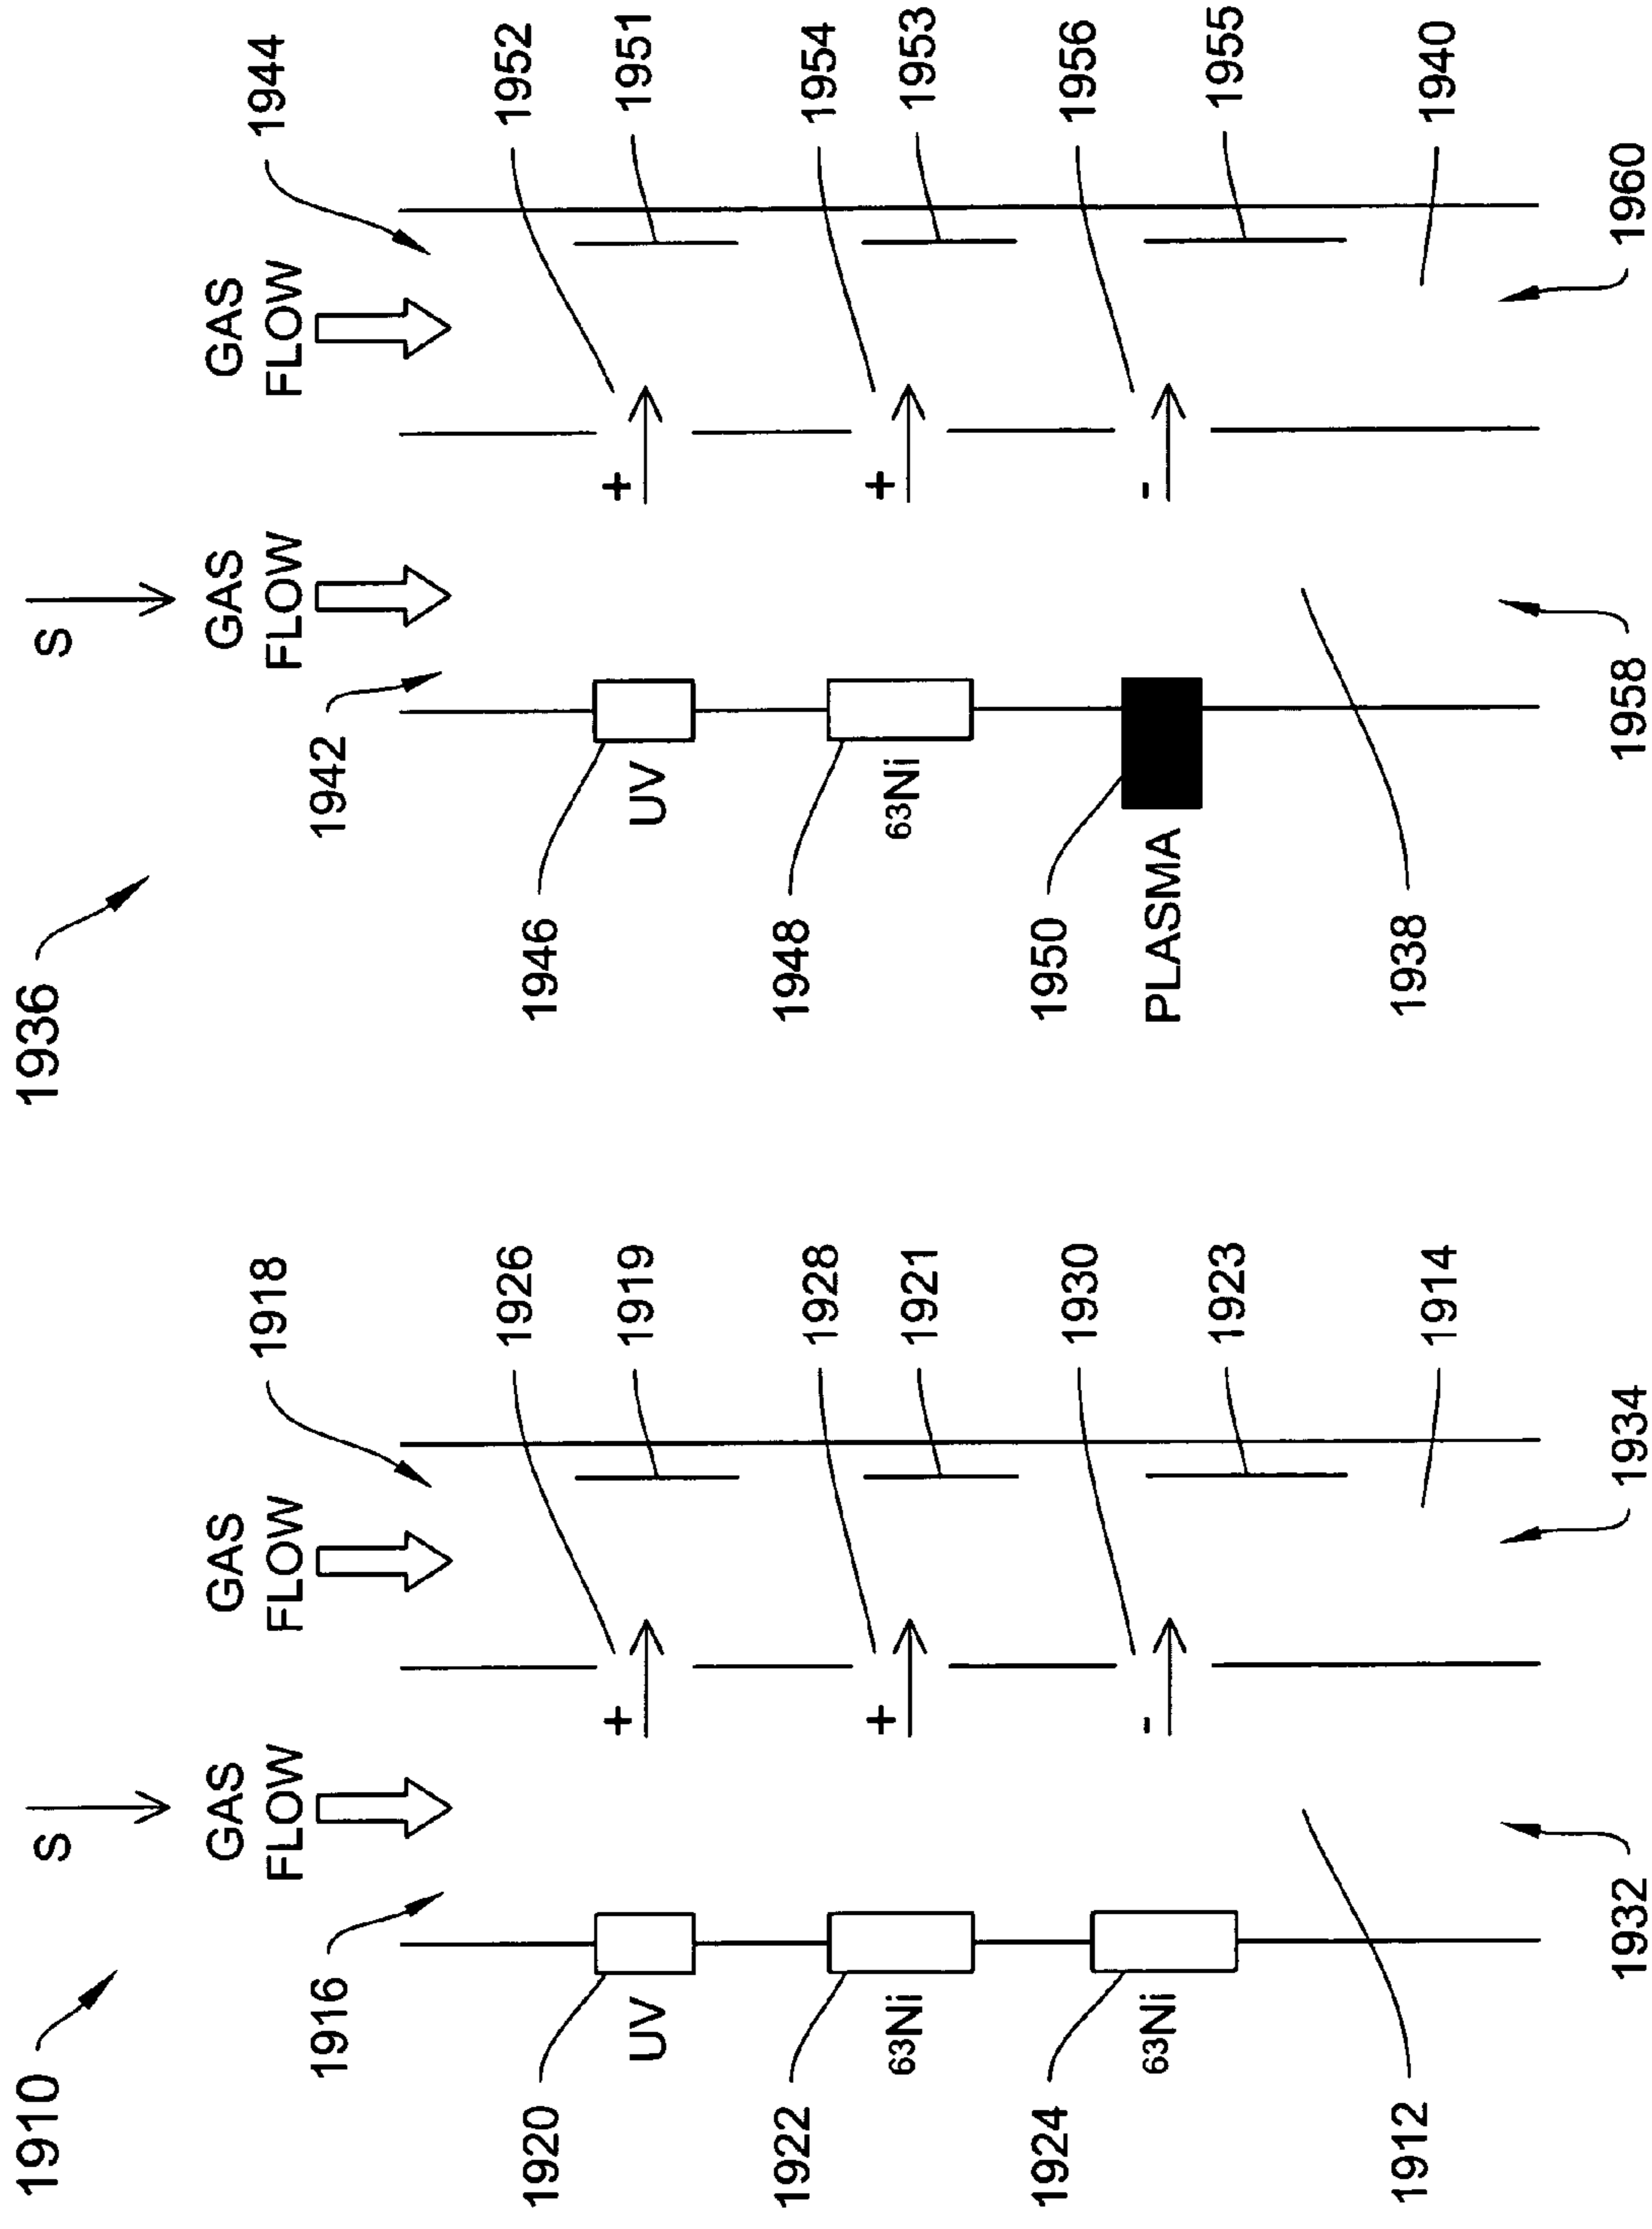 1910
S
GAS
FLOW
GAS
FLOW
1918
1916
1926
1920
UV
+
1919
1922
63Ni
+
1928
1921
1924
63Ni
-
1930
1923
1912
1914
1932
1934
1936
S
GAS
FLOW
GAS
FLOW
1944
1942
1952
1946
UV
+
1951
1948
63Ni
+
1954
1953
1950
PLASMA
-
1956
1955
1938
1940
1958
1960